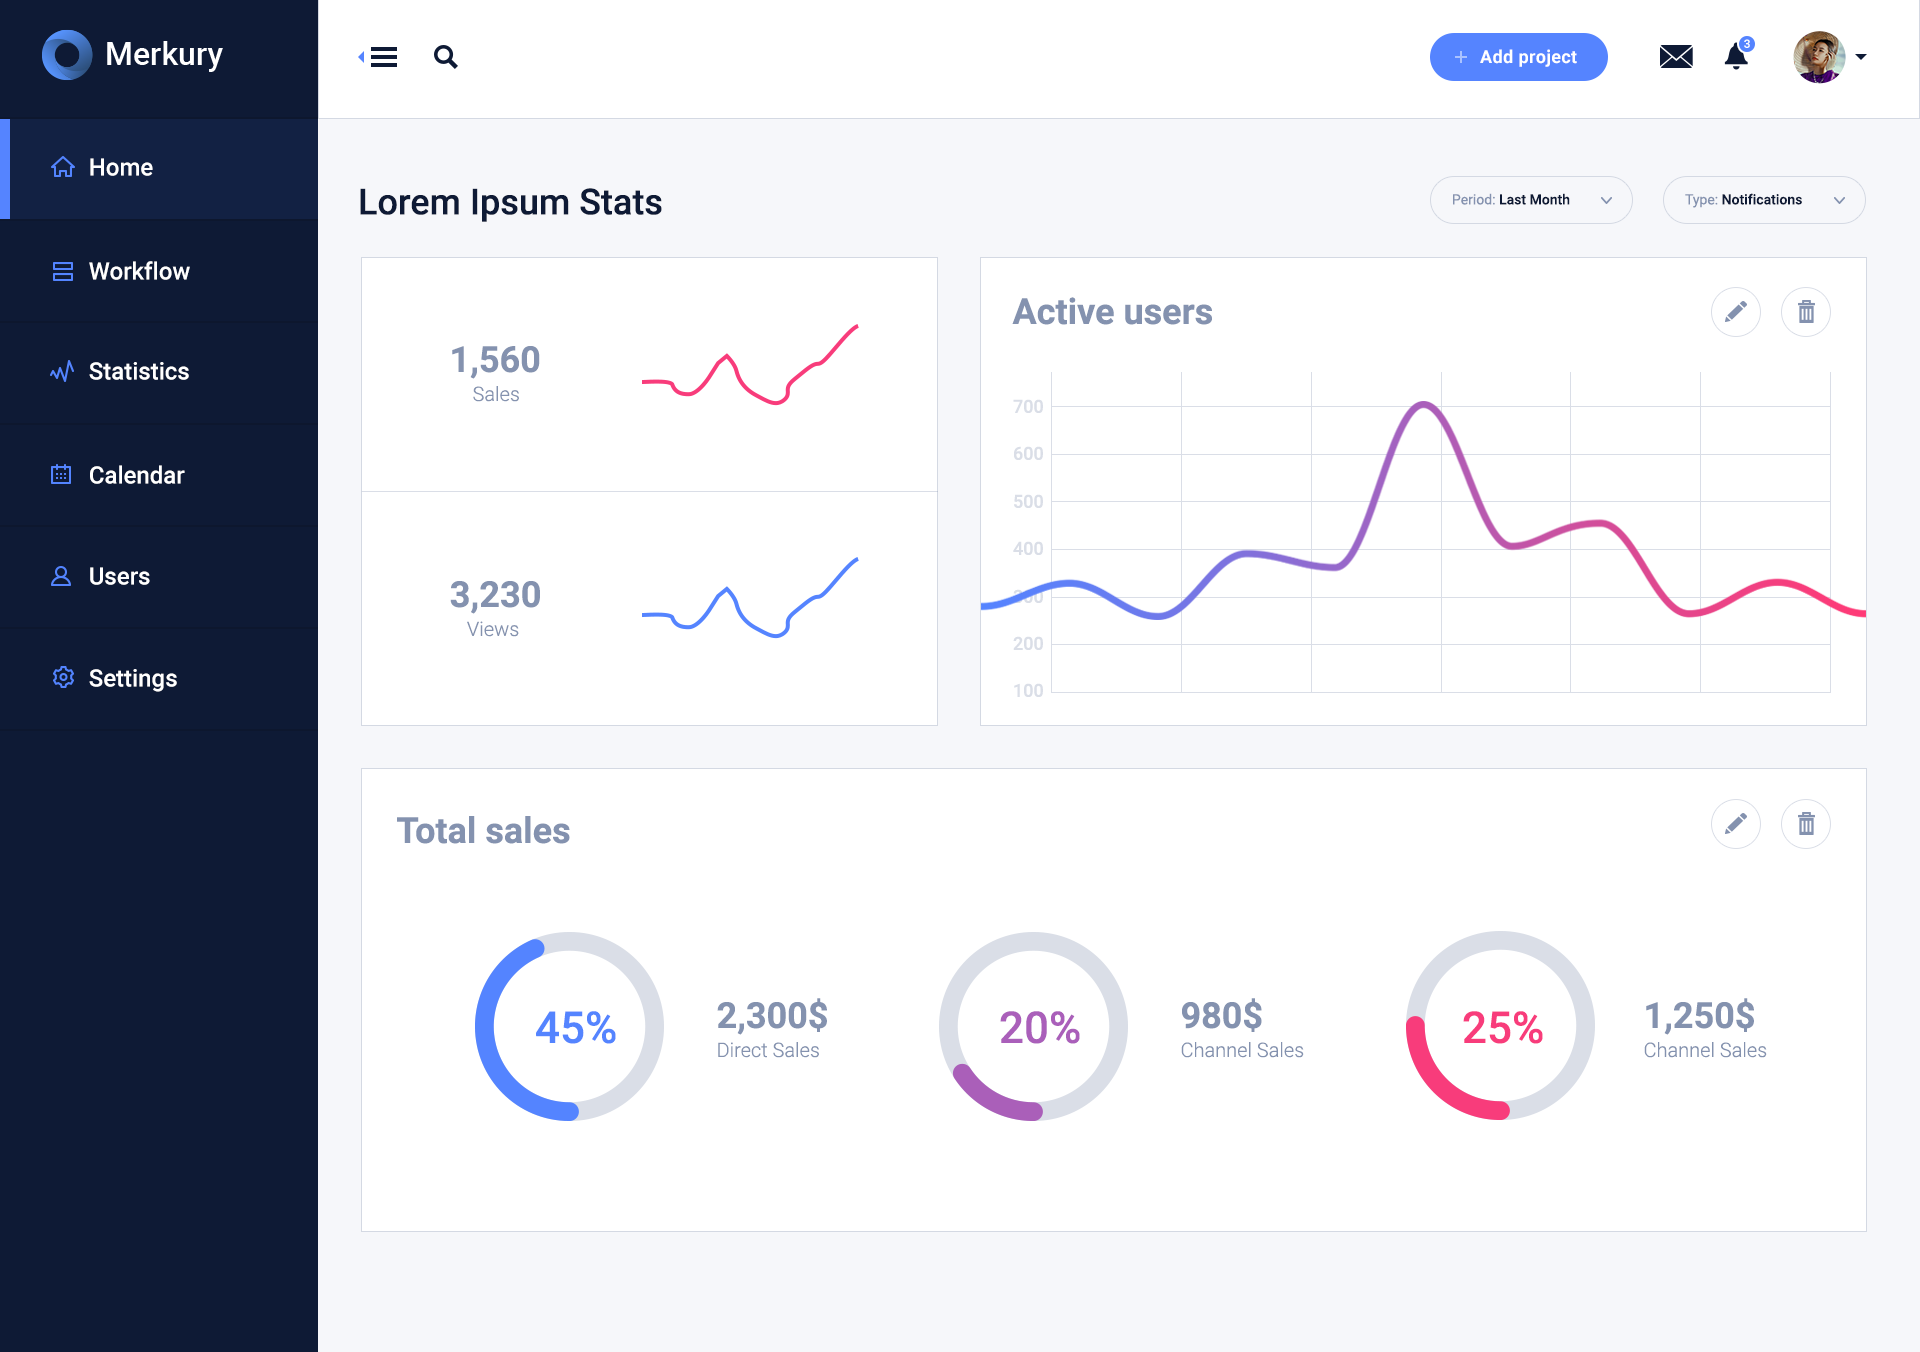 Merkury
Add project
3
Home
Workflow
Statistics
Calendar
Users
Settings
Lorem Ipsum Stats
Period: Last Month
Type: Notifications
1,560
Sales
3,230
Views
Active users
700
600
500
400
300
200
100
Total sales
45%
2,300$
Direct Sales
20%
980$
Channel Sales
25%
1,250$
Channel Sales